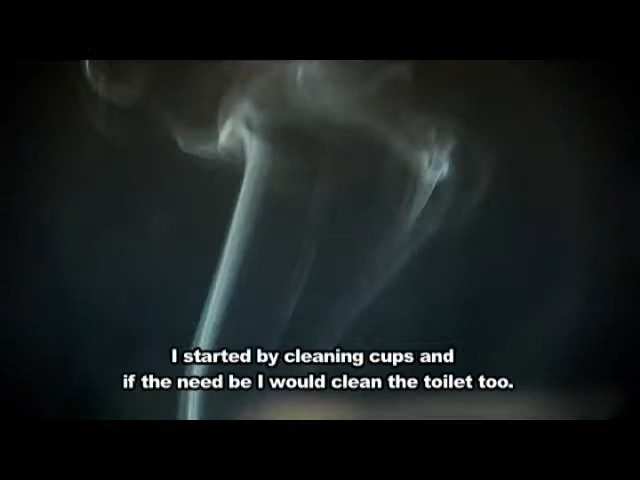 I started by cleaning cups and
if the need be I would clean the toilet too.